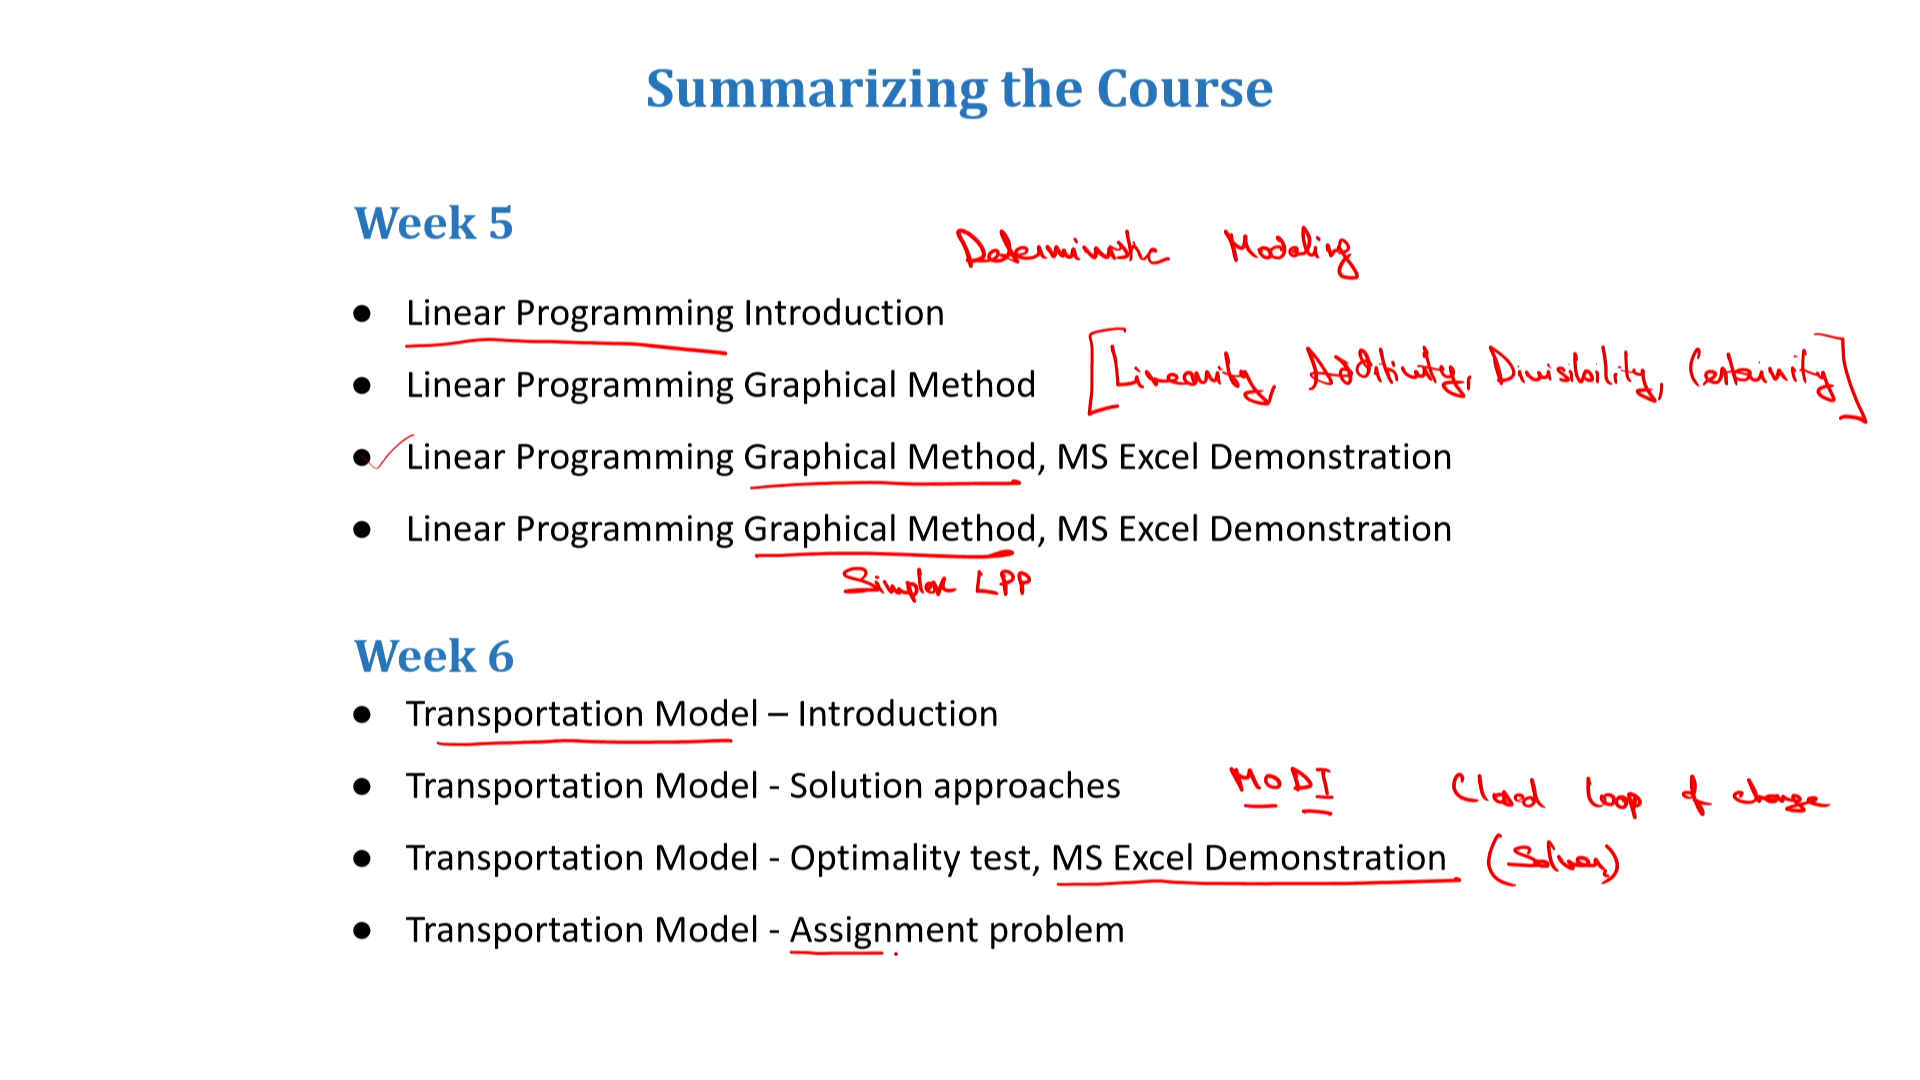 Summarizing the Course
Week 5
Deterministic Modeling
● Linear Programming Introduction
● Linear Programming Graphical Method
[Linearity, Additivity, Divisibility, Certainity]
● Linear Programming Graphical Method, MS Excel Demonstration
● Linear Programming Graphical Method, MS Excel Demonstration
Simplex LPP
Week 6
● Transportation Model – Introduction
● Transportation Model - Solution approaches
MODI Closed loop of change
● Transportation Model - Optimality test, MS Excel Demonstration (Solver)
● Transportation Model - Assignment problem